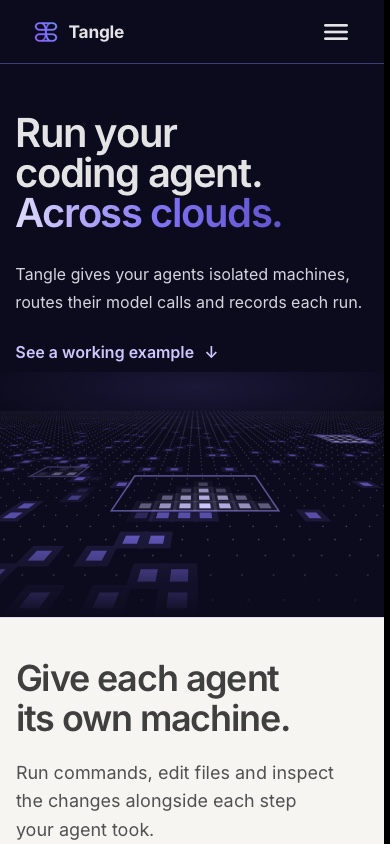 Tangle
Run your
coding agent.
Across clouds.
Tangle gives your agents isolated machines,
routes their model calls and records each run.
See a working example ↓
Give each agent
its own machine.
Run commands, edit files and inspect
the changes alongside each step
your agent took.